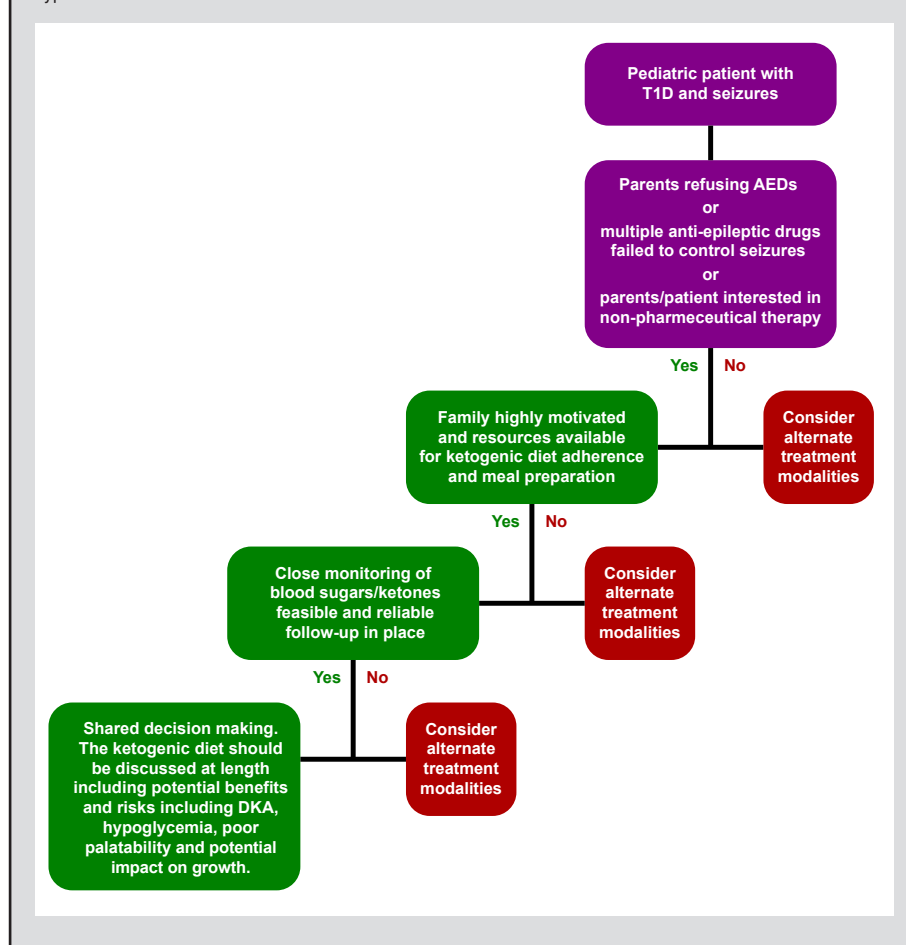 Pediatric patient with
T1D and seizures
Parents refusing AEDs
or
multiple anti-epileptic drugs
failed to control seizures
or
parents/patient interested in
non-pharmeceutical therapy
Yes
No
Family highly motivated
and resources available
for ketogenic diet adherence
and meal preparation
Consider
alternate
treatment
modalities
Yes
No
Close monitoring of
blood sugars/ketones
feasible and reliable
follow-up in place
Consider
alternate
treatment
modalities
Yes
No
Shared decision making.
The ketogenic diet should
be discussed at length
including potential benefits
and risks including DKA,
hypoglycemia, poor
palatability and potential
impact on growth.
Consider
alternate
treatment
modalities